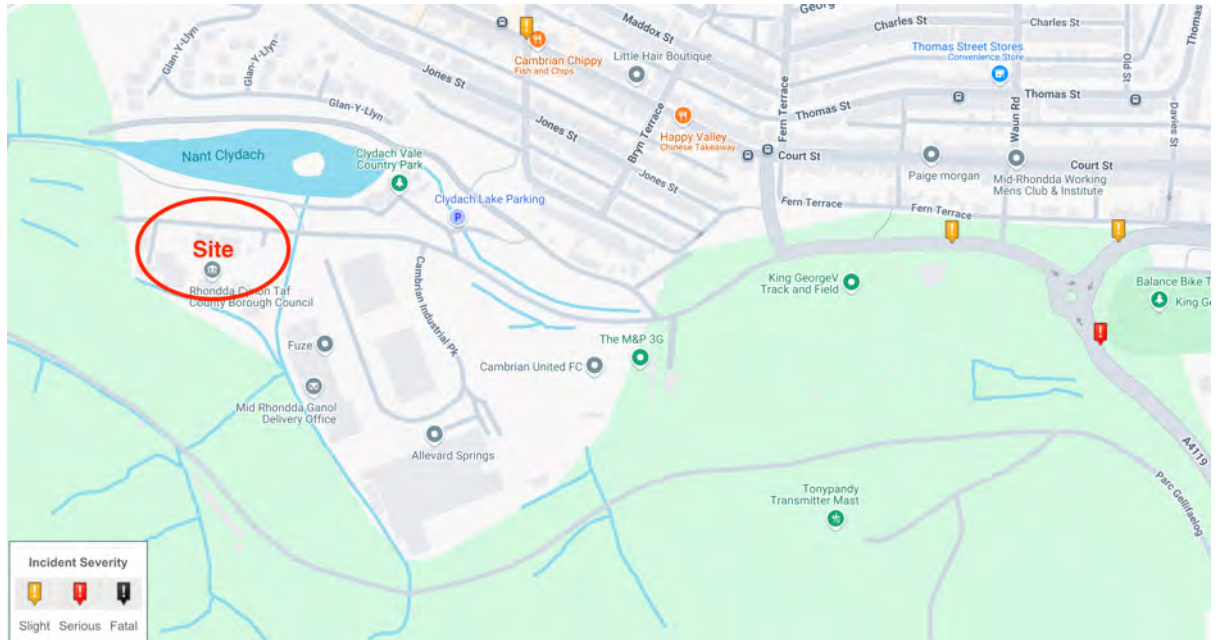 Georg
Thomas
Maddox St
Charles St
Charles St
Glan-Y-Llyn
Glan-Y-Llyn
Cambrian Chippy
Fish and Chips
Little Hair Boutique
Thomas Street Stores
Convenience Store
Old St
Jones St
Fern Terrace
Glan-Y-Llyn
Thomas St
Thomas St
Waun Rd
Davies St
Jones St
Bryn Terrace
Happy Valley
Chinese Takeaway
Fern Terrace
Court St
Court St
Nant Clydach
Clydach Vale
Country Park
Jones St
Paige morgan
Mid-Rhondda Working
Mens Club & Institute
Clydach Lake Parking
P
Fern Terrace
Fern Terrace
Site
Rhondda Cynon Taf
County Borough Council
Cambrian Industrial Pk
King GeorgeV
Track and Field
Balance Bike T
King Ge
Fuze
The M&P 3G
Cambrian United FC
Mid Rhondda Ganol
Delivery Office
A4119
Allevard Springs
Parc Gellifaelog
Tonypandy
Transmitter Mast
Incident Severity
Slight Serious Fatal